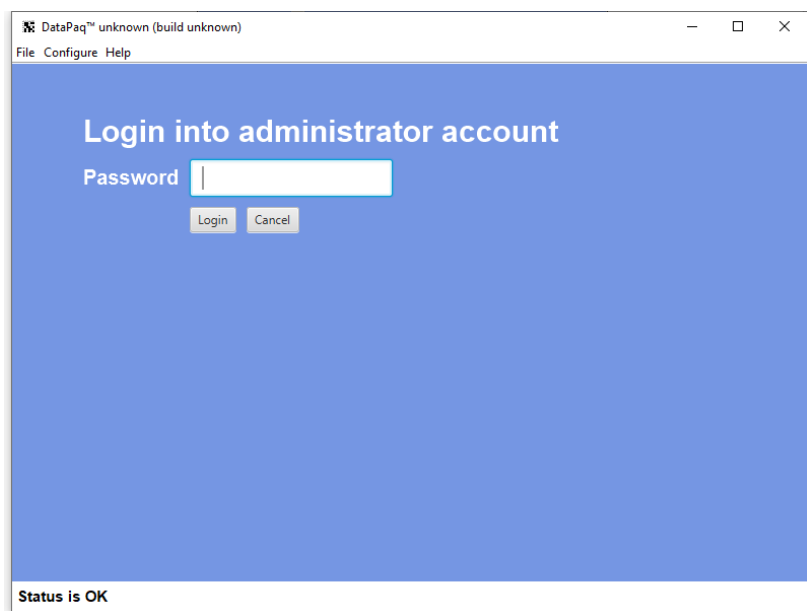 DataPaq™ unknown (build unknown)
File Configure Help
Login into administrator account
Password
Login Cancel
Status is OK